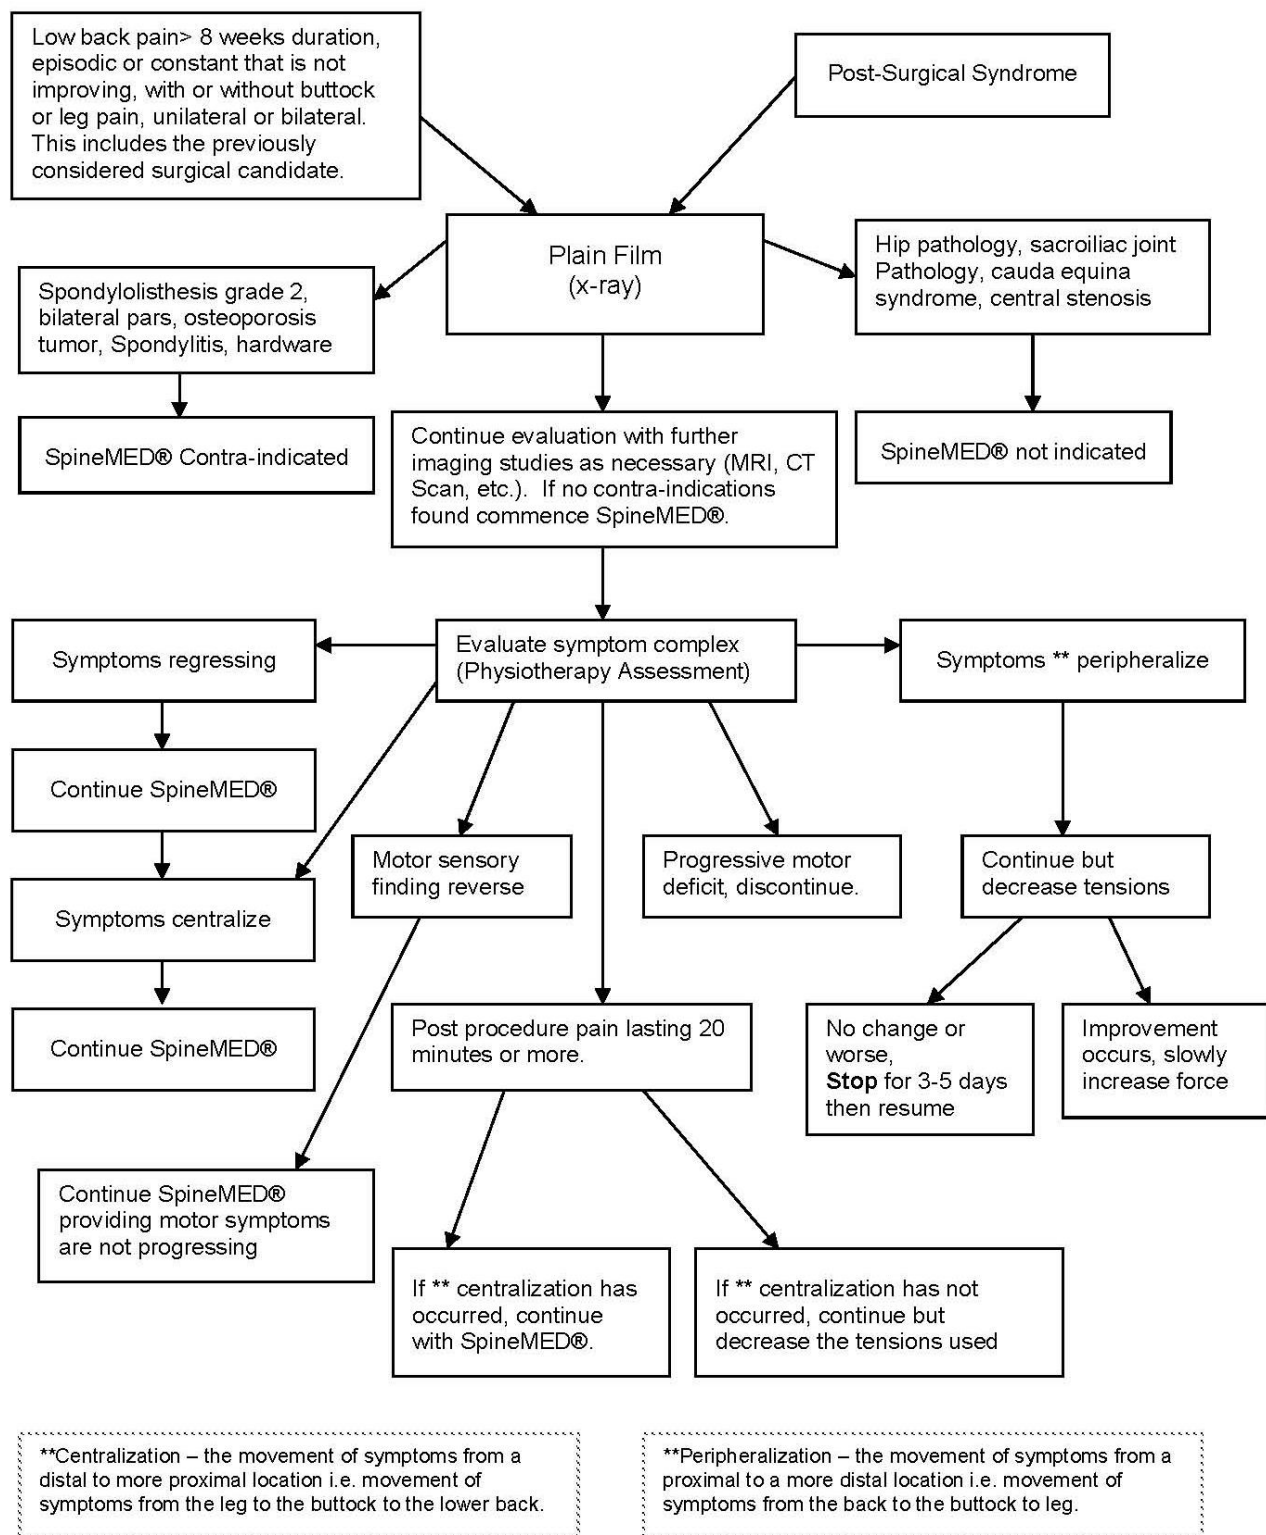 Low back pain> 8 weeks duration,
episodic or constant that is not
improving, with or without buttock
or leg pain, unilateral or bilateral.
This includes the previously
considered surgical candidate.
Post-Surgical Syndrome
Plain Film
(x-ray)
Hip pathology, sacroiliac joint
Pathology, cauda equina
syndrome, central stenosis
Spondylolisthesis grade 2,
bilateral pars, osteoporosis
tumor, Spondylitis, hardware
SpineMED® Contra-indicated
Continue evaluation with further
imaging studies as necessary (MRI, CT
Scan, etc.).  If no contra-indications
found commence SpineMED®.
SpineMED® not indicated
Symptoms regressing
Evaluate symptom complex
(Physiotherapy Assessment)
Symptoms ** peripheralize
Continue SpineMED®
Motor sensory
finding reverse
Progressive motor
deficit, discontinue.
Continue but
decrease tensions
Symptoms centralize
Continue SpineMED®
Post procedure pain lasting 20
minutes or more.
No change or
worse,
Stop for 3-5 days
then resume
Improvement
occurs, slowly
increase force
Continue SpineMED®
providing motor symptoms
are not progressing
If ** centralization has
occurred, continue
with SpineMED®.
If ** centralization has not
occurred, continue but
decrease the tensions used
**Centralization – the movement of symptoms from a
distal to more proximal location i.e. movement of
symptoms from the leg to the buttock to the lower back.
**Peripheralization – the movement of symptoms from a
proximal to a more distal location i.e. movement of
symptoms from the back to the buttock to leg.